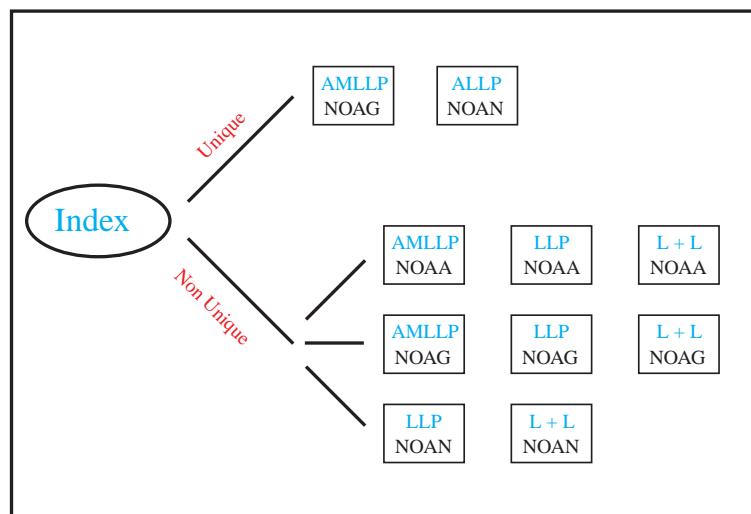 AMLLP
NOAG
ALLP
NOAN
Unique
Index
Non Unique
AMLLP
NOAA
LLP
NOAA
L + L
NOAA
AMLLP
NOAG
LLP
NOAG
L + L
NOAG
LLP
NOAN
L + L
NOAN